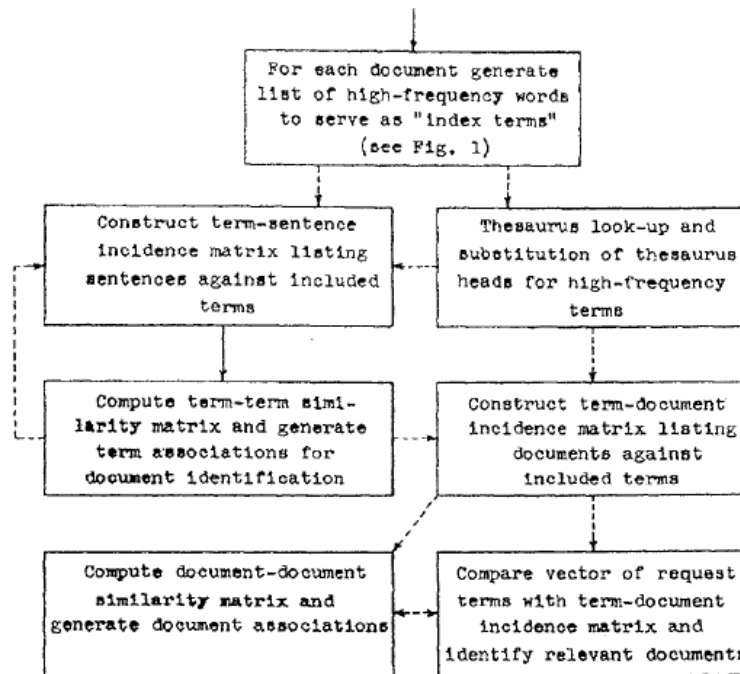 For each document generate
list of high-frequency words
to serve as "index terms"
(see Fig. 1)
Construct term-sentence
incidence matrix listing
sentences against included
terms
Thesaurus look-up and
substitution of thesaurus
heads for high-frequency
terms
Compute term-term simi-
larity matrix and generate
term associations for
document identification
Construct term-document
incidence matrix listing
documents against
included terms
Compute document-document
similarity matrix and
generate document associations
Compare vector of request
terms with term-document
incidence matrix and
identify relevant documents